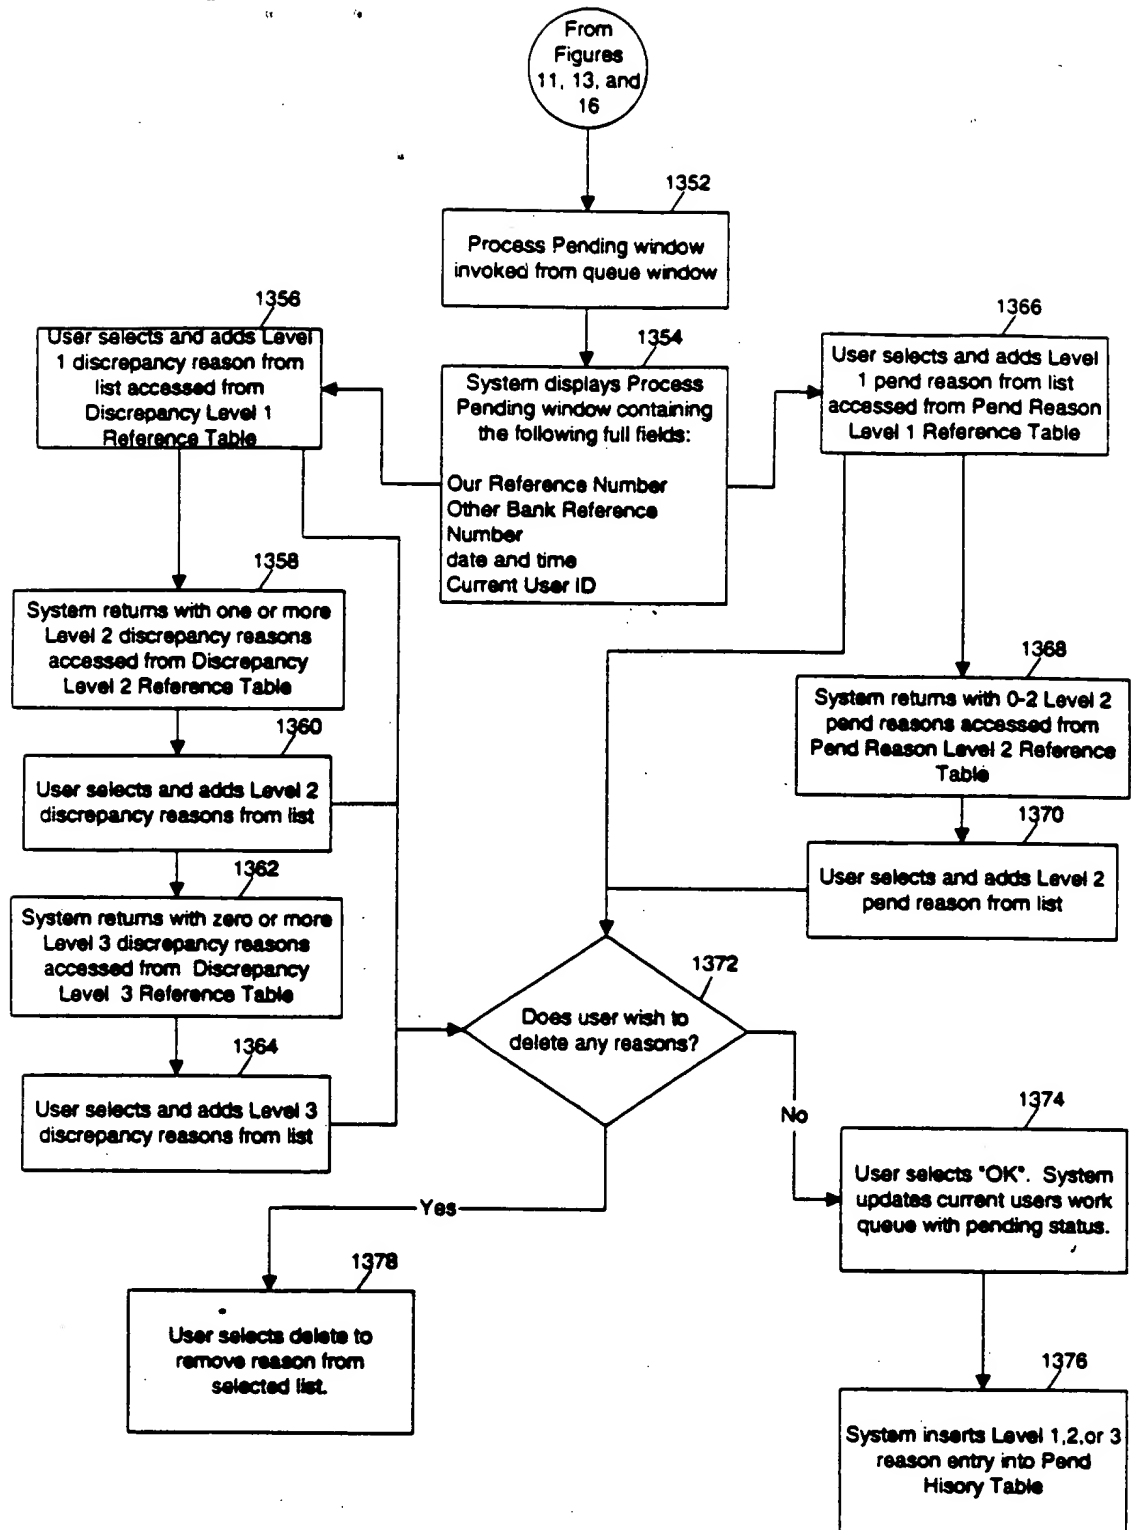 From
Figures
11, 13, and
16
1352
Process Pending window
invoked from queue window
1356
User selects and adds Level
1 discrepancy reason from
list accessed from
Discrepancy Level 1
Reference Table
1354
System displays Process
Pending window containing
the following full fields:
Our Reference Number
Other Bank Reference
Number
date and time
Current User ID
1366
User selects and adds Level
1 pend reason from list
accessed from Pend Reason
Level 1 Reference Table
1358
System returns with one or more
Level 2 discrepancy reasons
accessed from Discrepancy
Level 2 Reference Table
1368
System returns with 0-2 Level 2
pend reasons accessed from
Pend Reason Level 2 Reference
Table
1360
User selects and adds Level 2
discrepancy reasons from list
1370
User selects and adds Level 2
pend reason from list
1362
System returns with zero or more
Level 3 discrepancy reasons
accessed from Discrepancy
Level 3 Reference Table
1372
Does user wish to
delete any reasons?
1364
User selects and adds Level 3
discrepancy reasons from list
No
1374
User selects "OK". System
updates current users work
queue with pending status.
Yes
1378
User selects delete to
remove reason from
selected list.
1376
System inserts Level 1,2,or 3
reason entry into Pend
Hisory Table